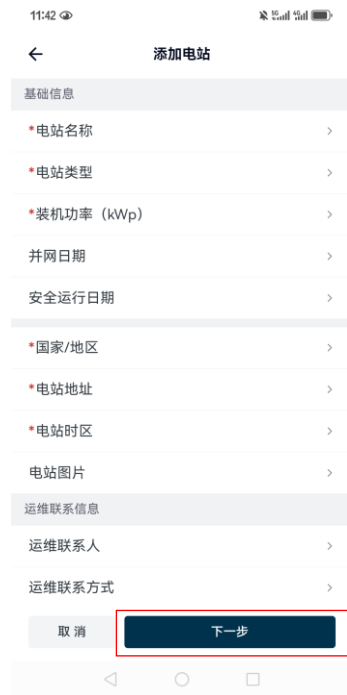 11:42
添加电站
基础信息
*电站名称
*电站类型
*装机功率（kWp）
并网日期
安全运行日期
*国家/地区
*电站地址
*电站时区
电站图片
运维联系信息
运维联系人
运维联系方式
取消 下一步